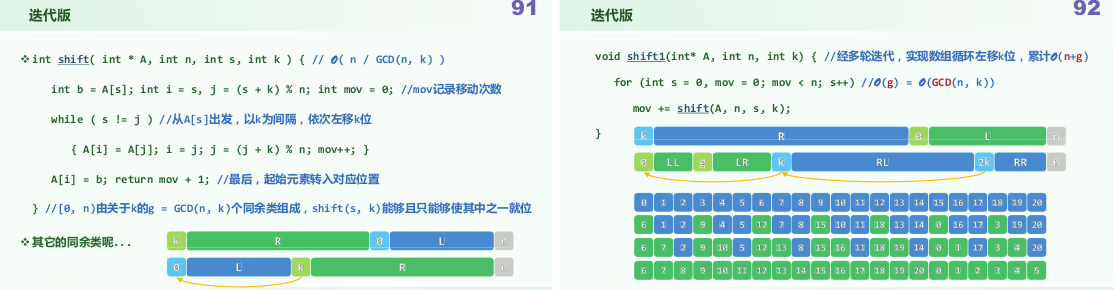 迭代版
91
❖int shift( int * A, int n, int s, int k ) { // O( n / GCD(n, k) )
int b = A[s]; int i = s, j = (s + k) % n; int mov = 0; //mov记录移动次数
while ( s != j ) //从A[s]出发，以k为间隔，依次左移k位
{ A[i] = A[j]; i = j; j = (j + k) % n; mov++; }
A[i] = b; return mov + 1; //最后，起始元素转入对应位置
} //[0, n)由关于k的g = GCD(n, k)个同余类组成，shift(s, k)能够且只能够使其中之一就位
❖其它的同余类呢...
k R 0 L n
0 L k R n
迭代版
92
void shift1(int* A, int n, int k) { //经多轮迭代，实现数组循环左移k位，累计O(n+g)
for (int s = 0, mov = 0; mov < n; s++) //O(g) = O(GCD(n, k))
mov += shift(A, n, s, k);
}
k R 0 L n
0 LL g LR k RL 2k RR n
0 1 2 3 4 5 6 7 8 9 10 11 12 13 14 15 16 17 18 19 20
6 1 2 9 4 5 12 7 8 15 10 11 18 13 14 0 16 17 3 19 20
6 7 2 9 10 5 12 13 8 15 16 11 18 19 14 0 1 17 3 4 20
6 7 8 9 10 11 12 13 14 15 16 17 18 19 20 0 1 2 3 4 5